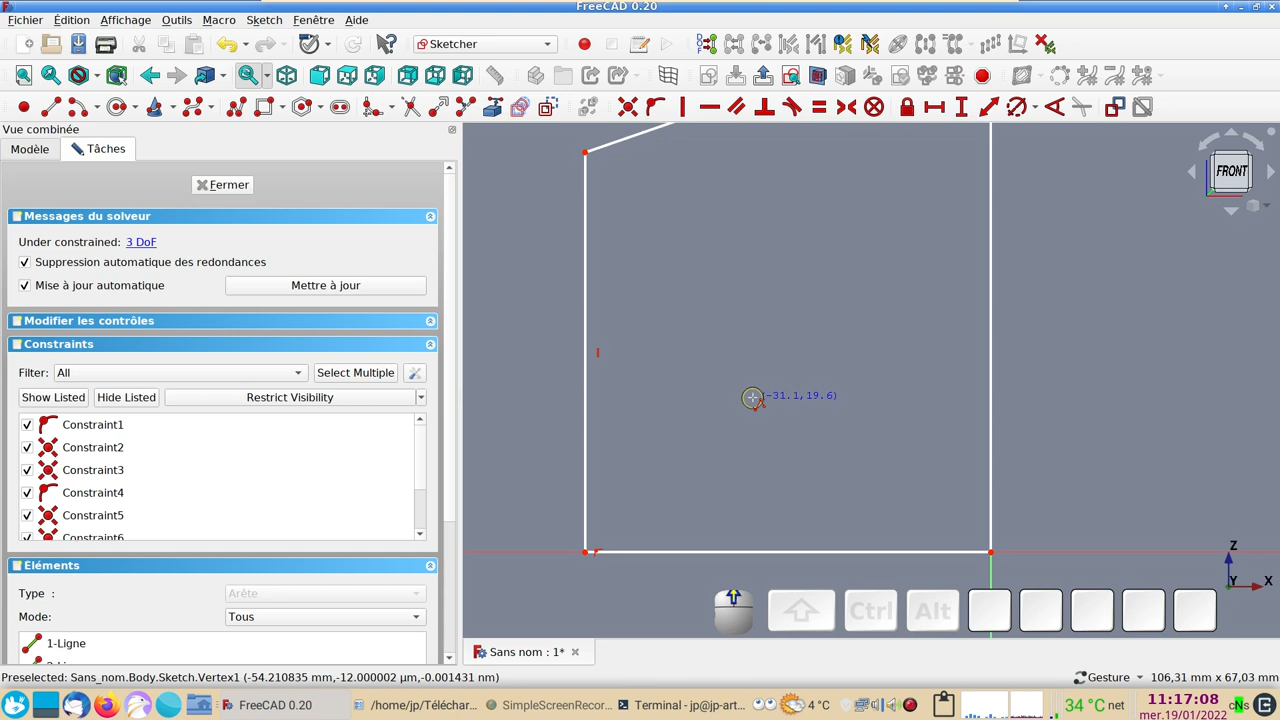 FreeCAD 0.20
Fichier Édition Affichage Outils Macro Sketch Fenêtre Aide
Sketcher
Vue combinée
Modèle Tâches
Fermer
Messages du solveur
Under constrained: 3 DoF
Suppression automatique des redondances
Mise à jour automatique Mettre à jour
Modifier les contrôles
Constraints
Filter: All Select Multiple
Show Listed Hide Listed Restrict Visibility
Constraint1
Constraint2
Constraint3
Constraint4
Constraint5
Constraint6
Eléments
Type : Arête
Mode: Tous
1-Ligne
FRONT
(-31.1,19.6)
Z
Y X
Ctrl Alt
Sans nom : 1*
Preselected: Sans_nom.Body.Sketch.Vertex1 (-54.210835 mm,-12.000002 µm,-0.001431 nm) Gesture 106,31 mm x 67,03 mm
FreeCAD 0.20 /home/jp/Téléchar... SimpleScreenRecor... Terminal - jp@jp-art... 4 °C 34 °C net 11:17:08
mer.19/01/2022